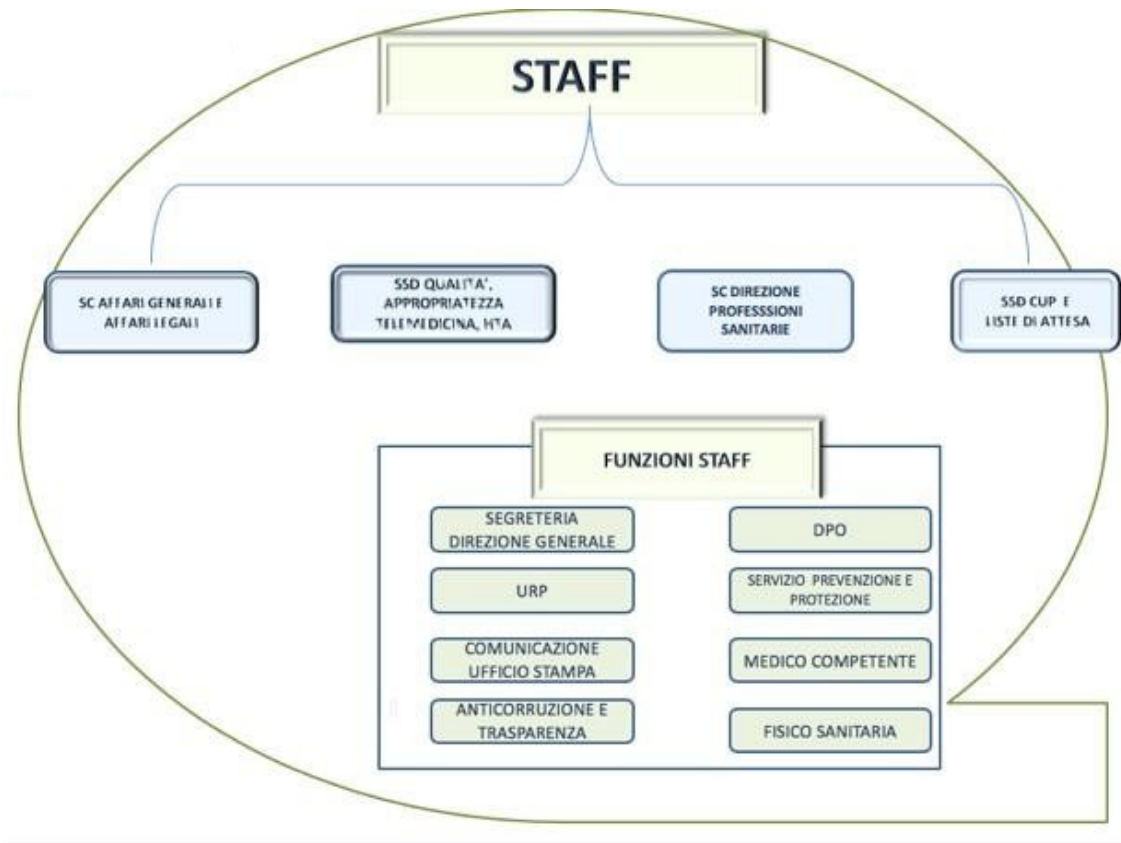 STAFF
SC AFFARI GENERALI E
AFFARI LEGALI
SSD QUALITA',
APPROPRIATEZZA
TELEMEDICINA, HTA
SC DIREZIONE
PROFESSSIONI
SANITARIE
SSD CUP E
LISTE DI ATTESA
FUNZIONI STAFF
SEGRETERIA
DIREZIONE GENERALE
URP
COMUNICAZIONE
UFFICIO STAMPA
ANTICORRUZIONE E
TRASPARENZA
DPO
SERVIZIO PREVENZIONE E
PROTEZIONE
MEDICO COMPETENTE
FISICO SANITARIA